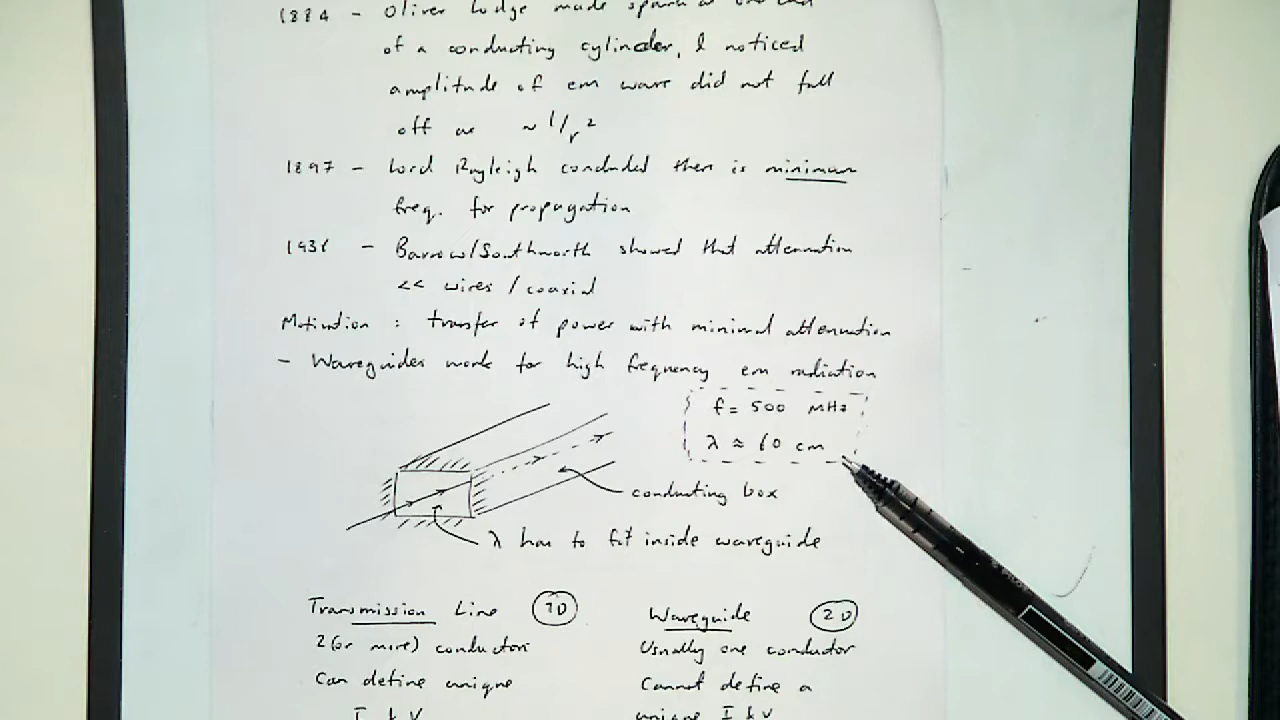 1884 - Oliver Lodge made spark at one end
of a conducting cylinder, & noticed
amplitude of em wave did not fall
off as ~ 1/r²
1897 - Lord Rayleigh concluded there is minimum
freq. for propagation
1936 - Barrow/Southworth showed that attenuation
<< wires / coaxial
Motivation : transfer of power with minimal attenuation
- Waveguides work for high frequency em radiation
f = 500 MHz
λ ≈ 60 cm
conducting box
λ has to fit inside waveguide
Transmission Line 1D
2 (or more) conductors
Can define unique
I & V
Waveguide 2D
Usually one conductor
Cannot define a
unique I & V